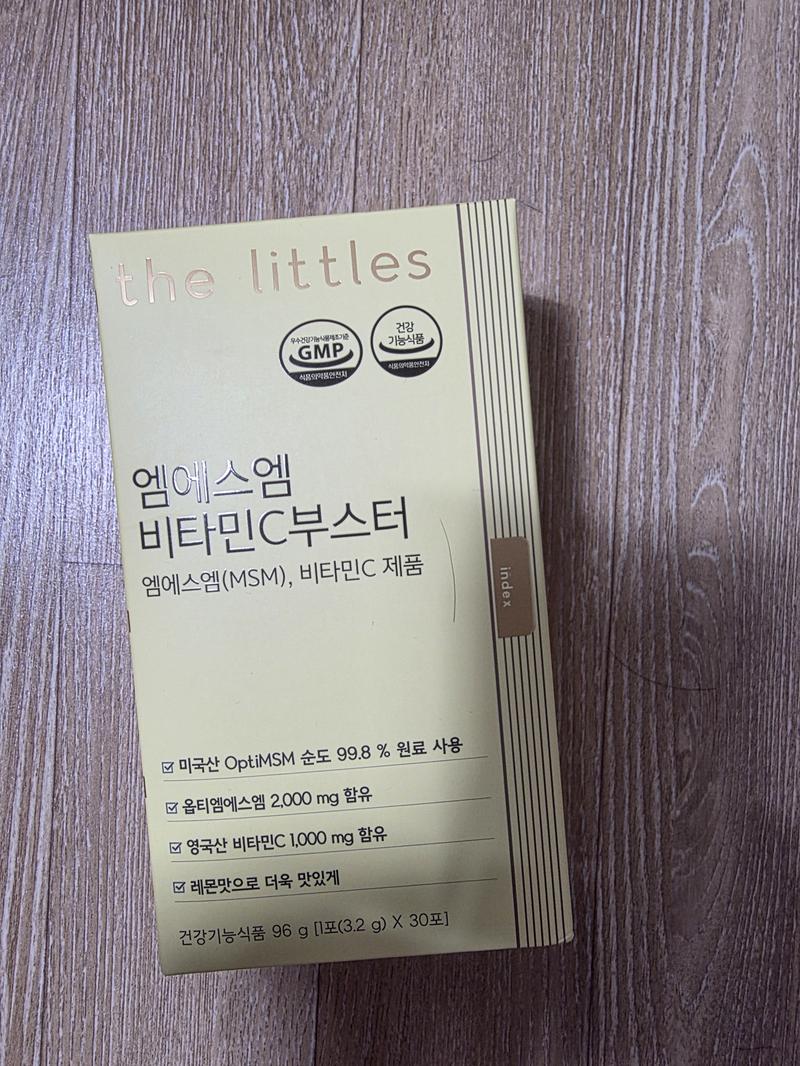 the littles
우수건강기능식품제조기준
GMP
식품의약품안전처
건강
기능식품
식품의약품안전처
엠에스엠
비타민C부스터
엠에스엠(MSM), 비타민C 제품
index
미국산 OptiMSM 순도 99.8 % 원료 사용
옵티엠에스엠 2,000 mg 함유
영국산 비타민C 1,000 mg 함유
레몬맛으로 더욱 맛있게
건강기능식품 96 g [1포(3.2 g) X 30포]